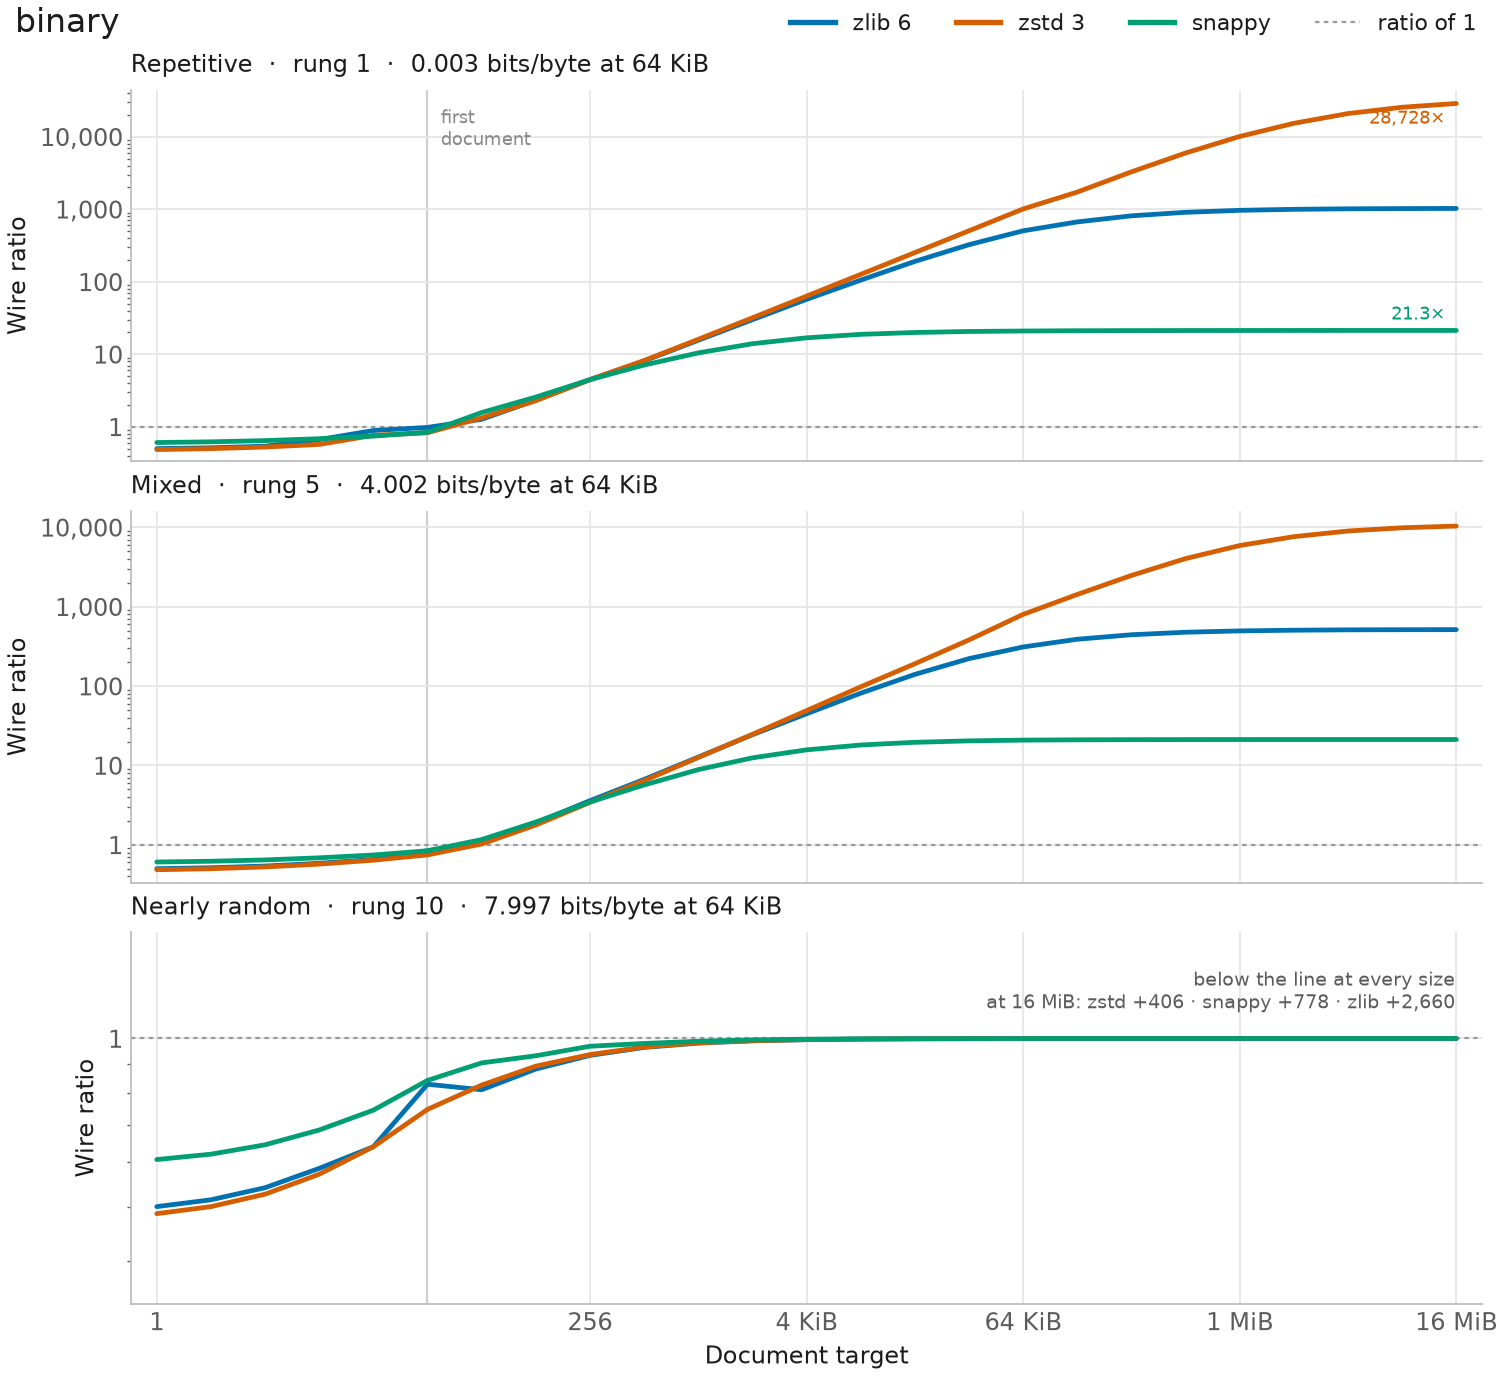 binary
zlib 6
zstd 3
snappy
ratio of 1
Repetitive · rung 1 · 0.003 bits/byte at 64 KiB
first
document
28,728×
21.3×
10,000
1,000
100
10
1
Wire ratio
Mixed · rung 5 · 4.002 bits/byte at 64 KiB
10,000
1,000
100
10
1
Wire ratio
Nearly random · rung 10 · 7.997 bits/byte at 64 KiB
below the line at every size
at 16 MiB: zstd +406 · snappy +778 · zlib +2,660
1
Wire ratio
1
256
4 KiB
64 KiB
1 MiB
16 MiB
Document target